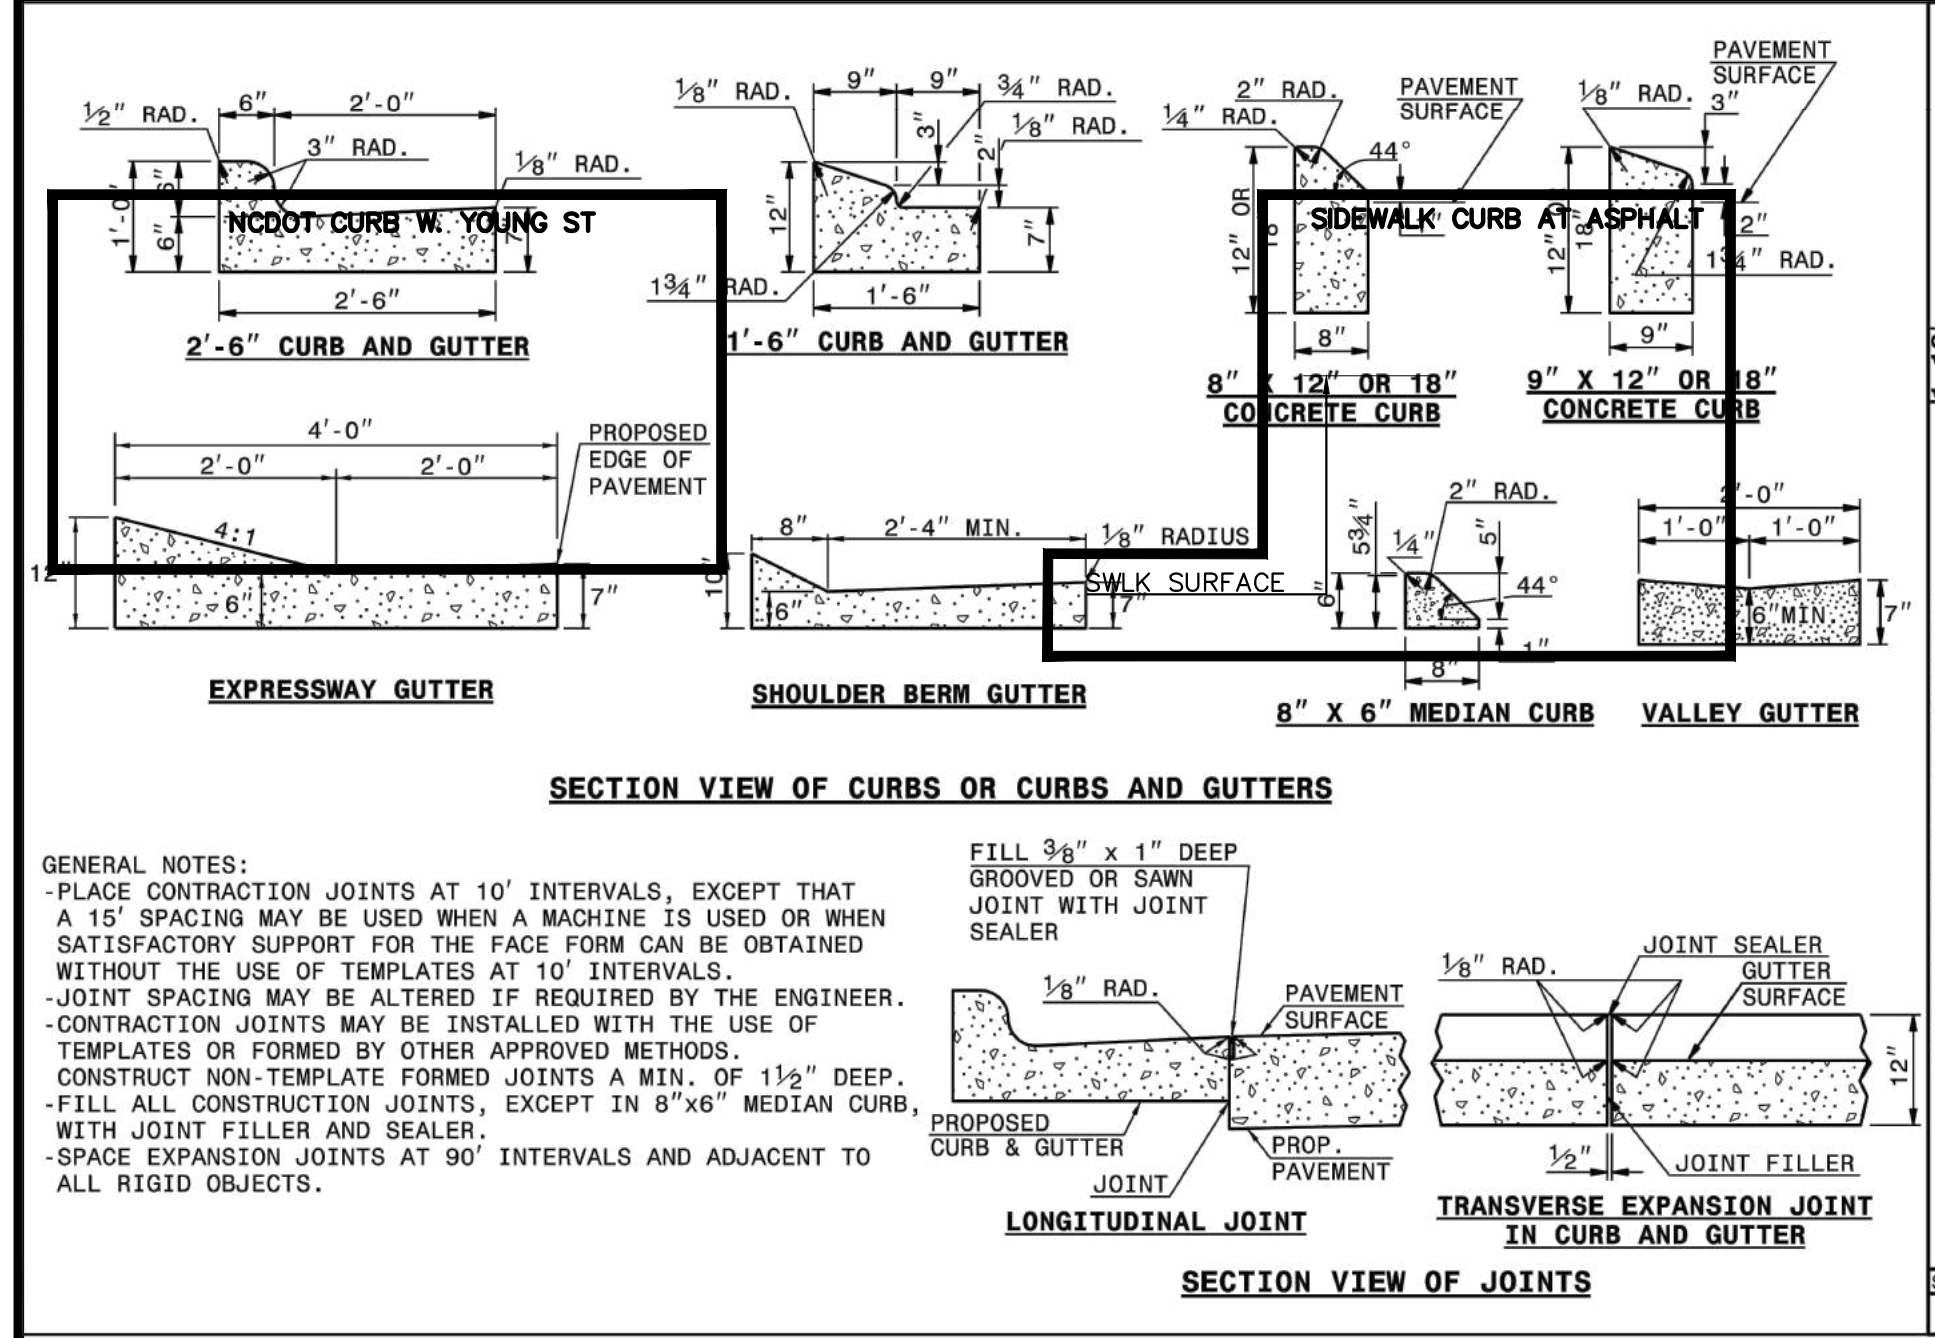 1/2" RAD.
6"
2'-0"
3" RAD.
1/8" RAD.
1'-0"
6"
6"
7"
NCDOT CURB W. YOUNG ST
2'-6"
2'-6" CURB AND GUTTER
1/8" RAD.
9"
9"
3/4" RAD.
3"
1/8" RAD.
2"
12"
7"
1 3/4" RAD.
1'-6"
1'-6" CURB AND GUTTER
2" RAD.
1/4" RAD.
PAVEMENT
SURFACE
44°
12" OR
18"
SIDEWALK CURB AT ASPHALT
8"
8" X 12" OR 18"
CONCRETE CURB
PAVEMENT
SURFACE
1/8" RAD.
3"
12" OR
18"
2"
1 3/4" RAD.
9"
9" X 12" OR 18"
CONCRETE CURB
4'-0"
2'-0"
2'-0"
PROPOSED
EDGE OF
PAVEMENT
4:1
12"
6"
7"
EXPRESSWAY GUTTER
8"
2'-4" MIN.
1/8" RADIUS
10"
6"
7"
SHOULDER BERM GUTTER
SWLK SURFACE
6"
5 3/4"
1/4"
2" RAD.
5"
44°
1"
8"
8" X 6" MEDIAN CURB
2'-0"
1'-0"
1'-0"
6" MIN
7"
VALLEY GUTTER
SECTION VIEW OF CURBS OR CURBS AND GUTTERS
GENERAL NOTES:
-PLACE CONTRACTION JOINTS AT 10' INTERVALS, EXCEPT THAT
A 15' SPACING MAY BE USED WHEN A MACHINE IS USED OR WHEN
SATISFACTORY SUPPORT FOR THE FACE FORM CAN BE OBTAINED
WITHOUT THE USE OF TEMPLATES AT 10' INTERVALS.
-JOINT SPACING MAY BE ALTERED IF REQUIRED BY THE ENGINEER.
-CONTRACTION JOINTS MAY BE INSTALLED WITH THE USE OF
TEMPLATES OR FORMED BY OTHER APPROVED METHODS.
CONSTRUCT NON-TEMPLATE FORMED JOINTS A MIN. OF 1 1/2" DEEP.
-FILL ALL CONSTRUCTION JOINTS, EXCEPT IN 8"x6" MEDIAN CURB,
WITH JOINT FILLER AND SEALER.
-SPACE EXPANSION JOINTS AT 90' INTERVALS AND ADJACENT TO
ALL RIGID OBJECTS.
FILL 3/8" x 1" DEEP
GROOVED OR SAWN
JOINT WITH JOINT
SEALER
1/8" RAD.
PAVEMENT
SURFACE
PROPOSED
CURB & GUTTER
JOINT
PROP.
PAVEMENT
LONGITUDINAL JOINT
1/8" RAD.
JOINT SEALER
GUTTER
SURFACE
12"
1/2"
JOINT FILLER
TRANSVERSE EXPANSION JOINT
IN CURB AND GUTTER
SECTION VIEW OF JOINTS